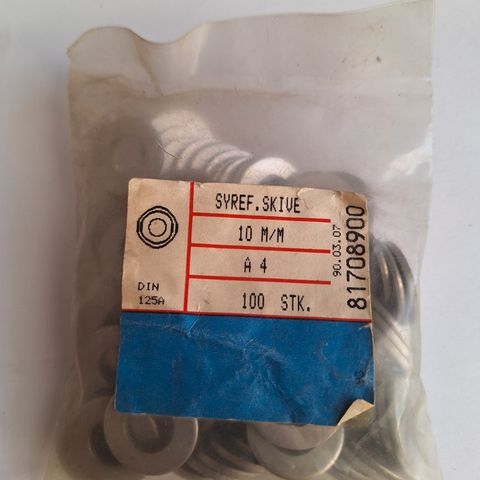 SYREF.SKIVE
10 M/M
A 4
100 STK.
DIN
125A
90.03.07
81708900